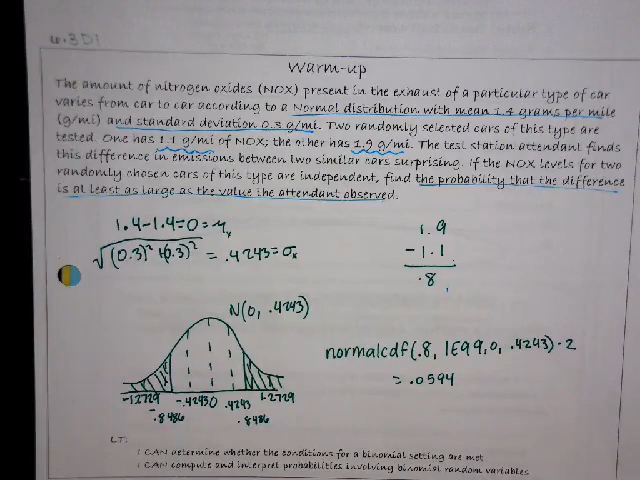 6.3D1
Warm-up
The amount of nitrogen oxides (NOX) present in the exhaust of a particular type of car
varies from car to car according to a Normal distribution with mean 1.4 grams per mile
(g/mi) and standard deviation 0.3 g/mi. Two randomly selected cars of this type are
tested. One has 1.1 g/mi of NOX; the other has 1.9 g/mi. The test station attendant finds
this difference in emissions between two similar cars surprising. If the NOX levels for two
randomly chosen cars of this type are independent, find the probability that the difference
is at least as large as the value the attendant observed.
1.4-1.4=0=μx
√(0.3)²+(0.3)² = .4243=σx
1.9
-1.1
.8
N(0, .4243)
normalcdf(.8, 1E99, 0, .4243)·2
= .0594
-1.2729 -.4243 0 .4243 1.2729
-.8486 .8486
LT:
I CAN determine whether the conditions for a binomial setting are met
I CAN compute and interpret probabilities involving binomial random variables